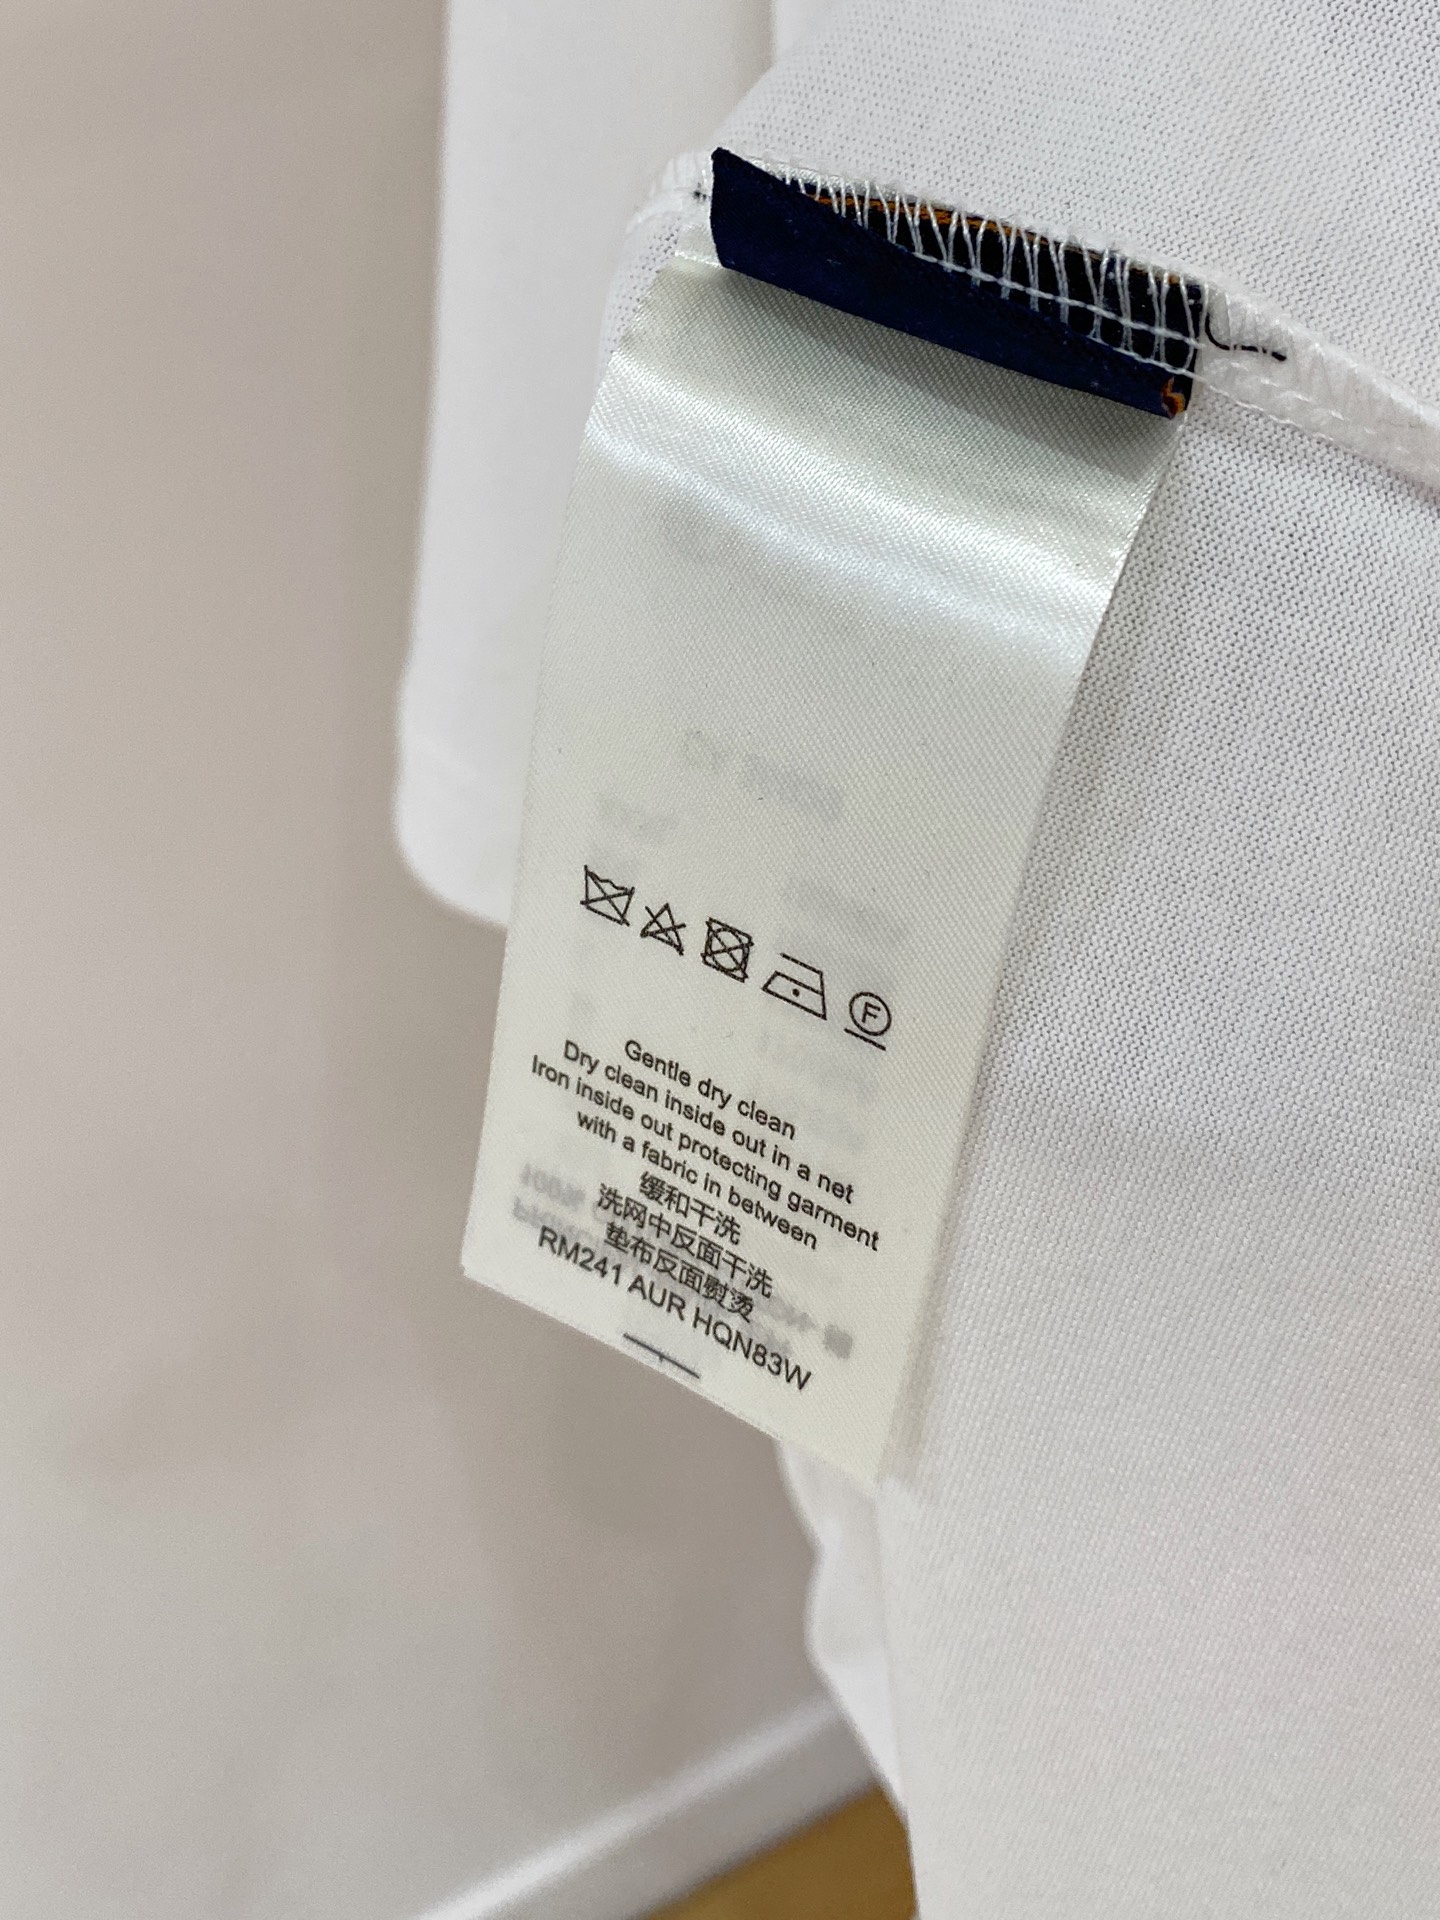 F
Gentle dry clean
Dry clean inside out in a net
Iron inside out protecting garment
with a fabric in between
缓和干洗
洗网中反面干洗
垫布反面熨烫
RM241 AUR HQN83W